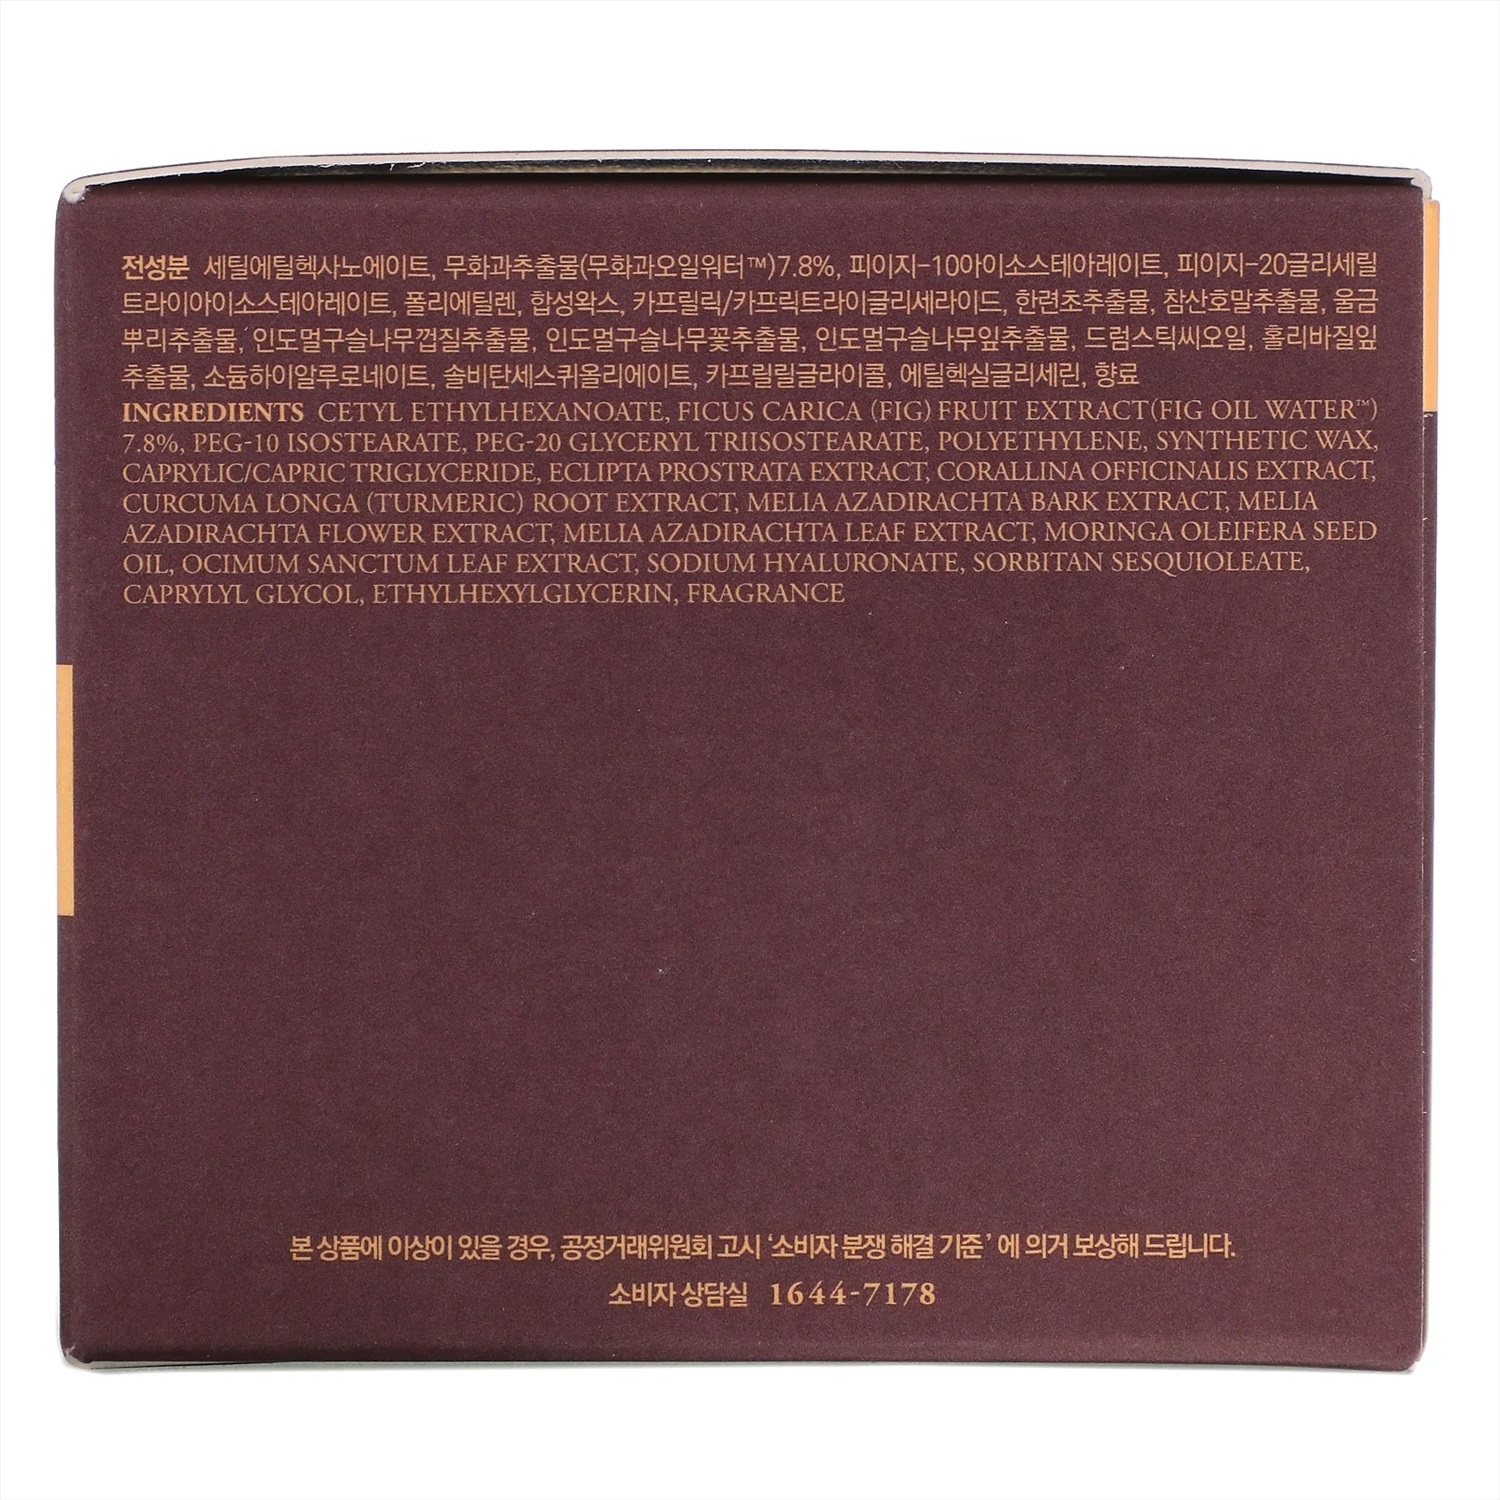 전성분 세틸에틸헥사노에이트, 무화과추출물(무화과오일워터™)7.8%, 피이지-10아이소스테아레이트, 피이지-20글리세릴
트라이아이소스테아레이트, 폴리에틸렌, 합성왁스, 카프릴릭/카프릭트라이글리세라이드, 한련초추출물, 참산호말추출물, 울금
뿌리추출물, 인도멀구슬나무껍질추출물, 인도멀구슬나무꽃추출물, 인도멀구슬나무잎추출물, 드럼스틱씨오일, 홀리바질잎
추출물, 소듐하이알루로네이트, 솔비탄세스퀴올리에이트, 카프릴릴글라이콜, 에틸헥실글리세린, 향료
INGREDIENTS CETYL ETHYLHEXANOATE, FICUS CARICA (FIG) FRUIT EXTRACT(FIG OIL WATER™)
7.8%, PEG-10 ISOSTEARATE, PEG-20 GLYCERYL TRIISOSTEARATE, POLYETHYLENE, SYNTHETIC WAX,
CAPRYLIC/CAPRIC TRIGLYCERIDE, ECLIPTA PROSTRATA EXTRACT, CORALLINA OFFICINALIS EXTRACT,
CURCUMA LONGA (TURMERIC) ROOT EXTRACT, MELIA AZADIRACHTA BARK EXTRACT, MELIA
AZADIRACHTA FLOWER EXTRACT, MELIA AZADIRACHTA LEAF EXTRACT, MORINGA OLEIFERA SEED
OIL, OCIMUM SANCTUM LEAF EXTRACT, SODIUM HYALURONATE, SORBITAN SESQUIOLEATE,
CAPRYLYL GLYCOL, ETHYLHEXYLGLYCERIN, FRAGRANCE
본 상품에 이상이 있을 경우, 공정거래위원회 고시 '소비자 분쟁 해결 기준' 에 의거 보상해 드립니다.
소비자 상담실 1644-7178